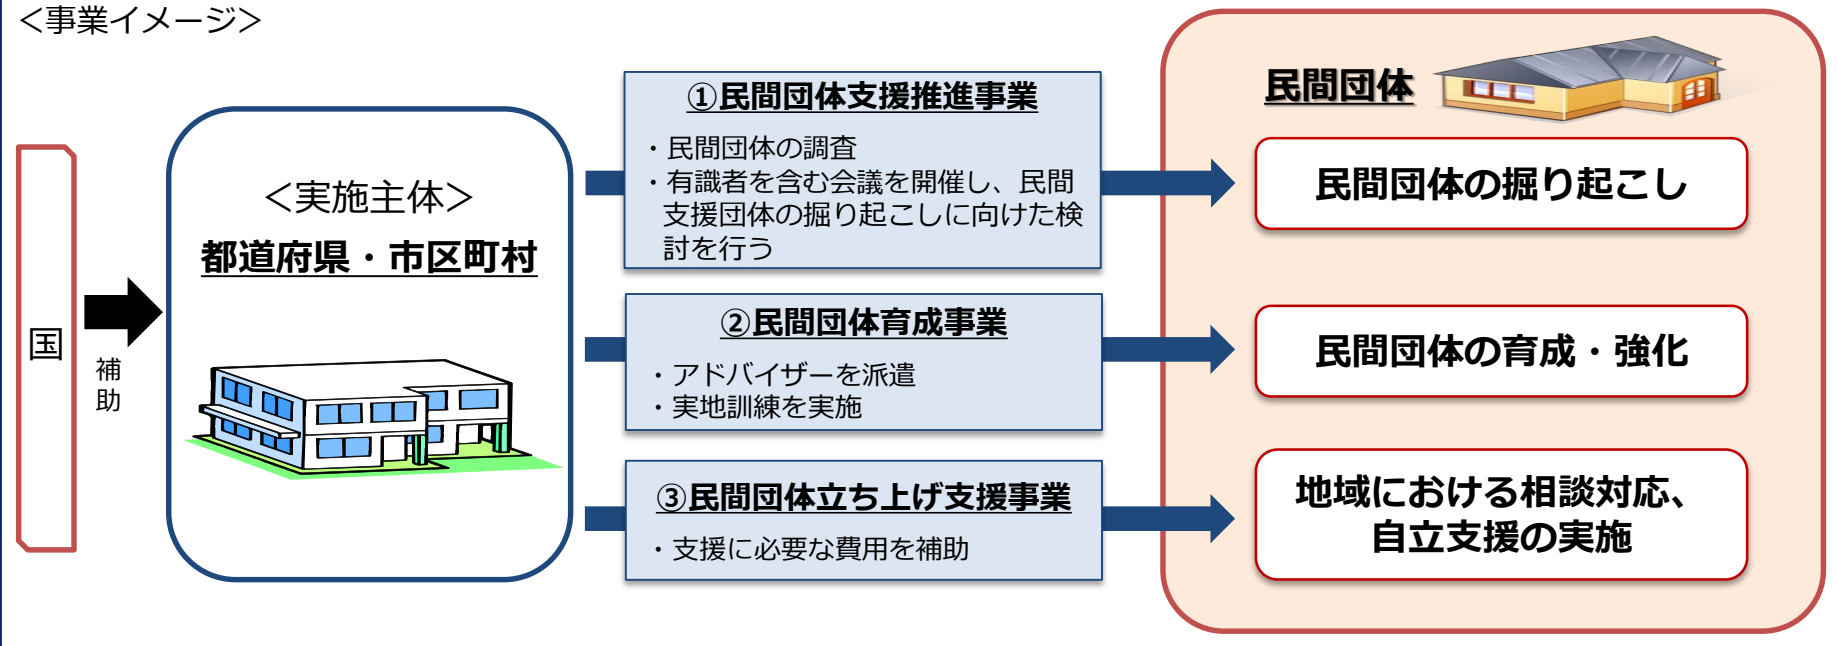 ＜事業イメージ＞
国
補助
＜実施主体＞
都道府県・市区町村
①民間団体支援推進事業
・民間団体の調査
・有識者を含む会議を開催し、民間
支援団体の掘り起こしに向けた検
討を行う
②民間団体育成事業
・アドバイザーを派遣
・実地訓練を実施
③民間団体立ち上げ支援事業
・支援に必要な費用を補助
民間団体
民間団体の掘り起こし
民間団体の育成・強化
地域における相談対応、
自立支援の実施